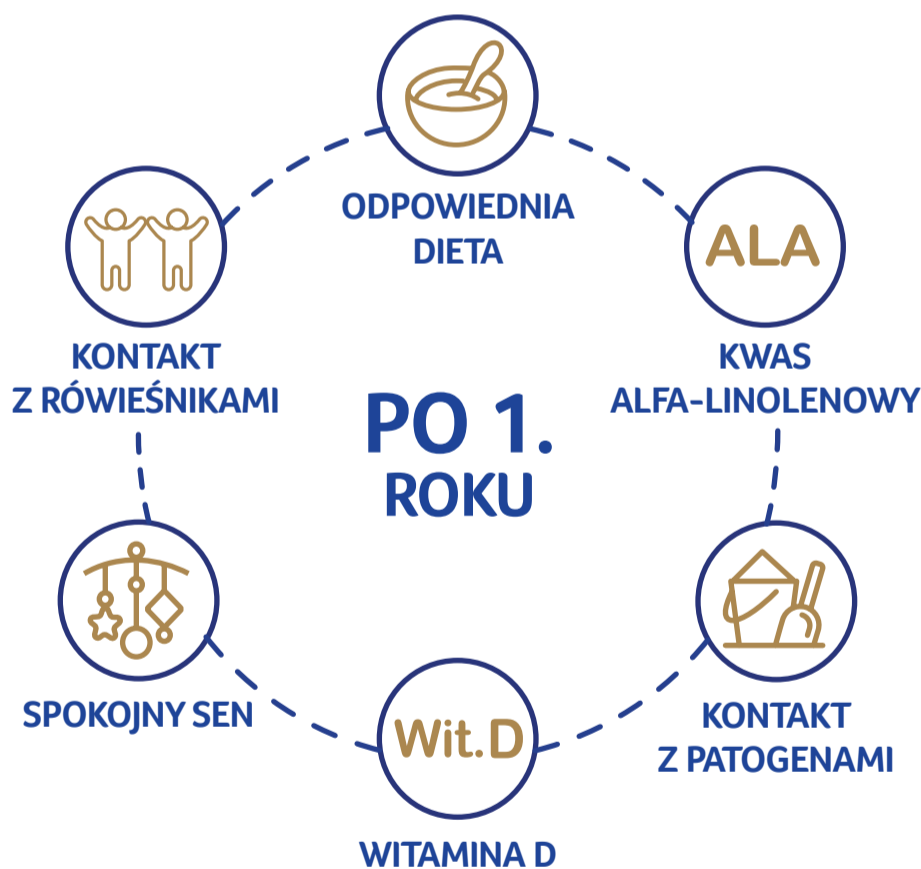 ODPOWIEDNIA
DIETA
ALA
KWAS
ALFA-LINOLENOWY
KONTAKT
Z RÓWIEŚNIKAMI
PO 1.
ROKU
KONTAKT
Z PATOGENAMI
SPOKOJNY SEN
Wit.D
WITAMINA D